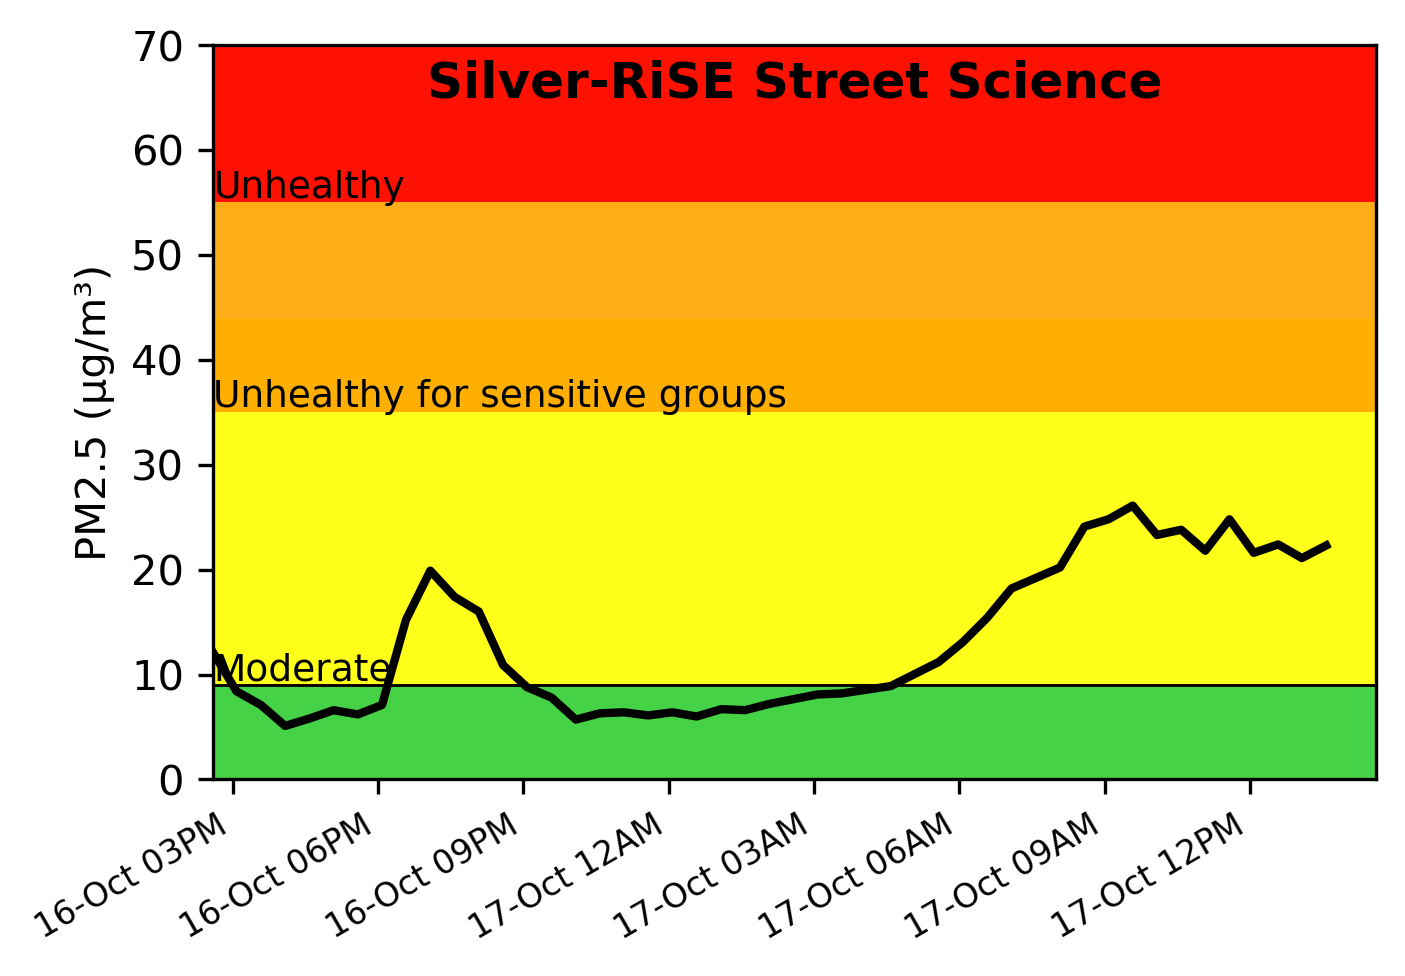 Silver-RiSE Street Science
PM2.5 (µg/m³)
70
60
50
40
30
20
10
0
Unhealthy
Unhealthy for sensitive groups
Moderate
16-Oct 03PM
16-Oct 06PM
16-Oct 09PM
17-Oct 12AM
17-Oct 03AM
17-Oct 06AM
17-Oct 09AM
17-Oct 12PM